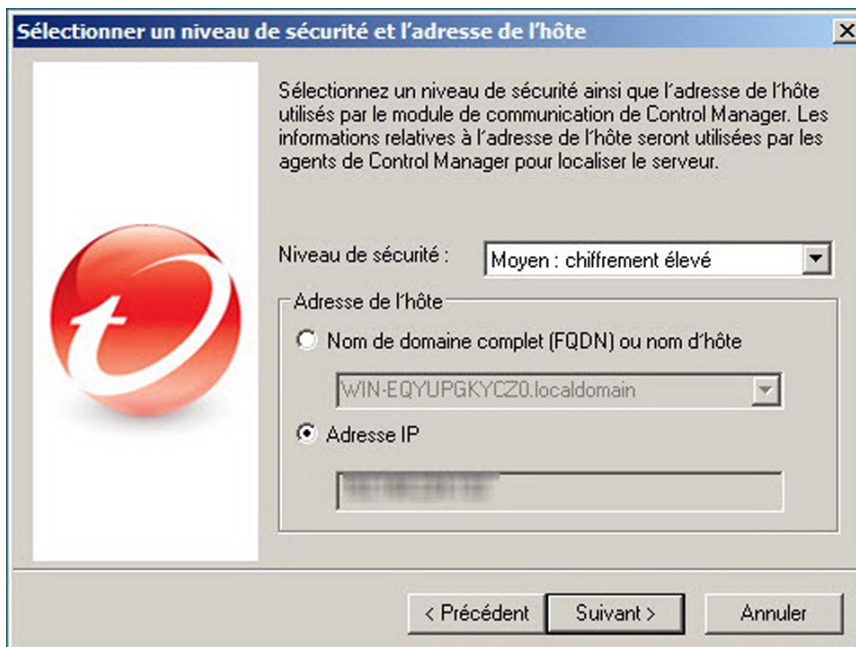 Sélectionner un niveau de sécurité et l'adresse de l'hôte
Sélectionnez un niveau de sécurité ainsi que l'adresse de l'hôte
utilisés par le module de communication de Control Manager. Les
informations relatives à l'adresse de l'hôte seront utilisées par les
agents de Control Manager pour localiser le serveur.
Niveau de sécurité :
Moyen : chiffrement élevé
Adresse de l'hôte
Nom de domaine complet (FQDN) ou nom d'hôte
WIN-EQYUPGKYCZ0.localdomain
Adresse IP
< Précédent
Suivant >
Annuler